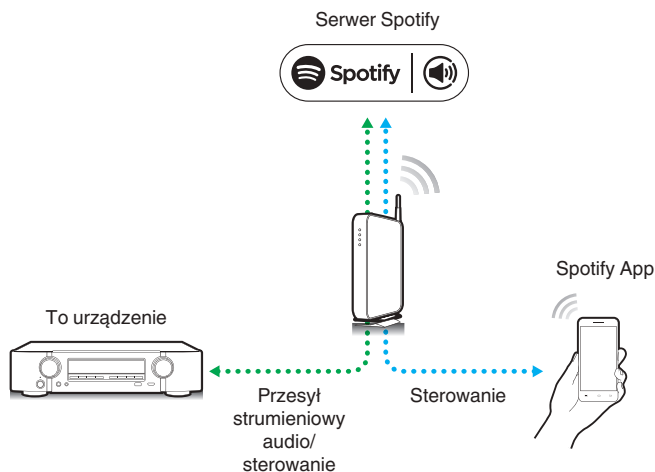 Serwer Spotify
Spotify
Spotify App
To urządzenie
Przesył
strumieniowy
audio/
sterowanie
Sterowanie